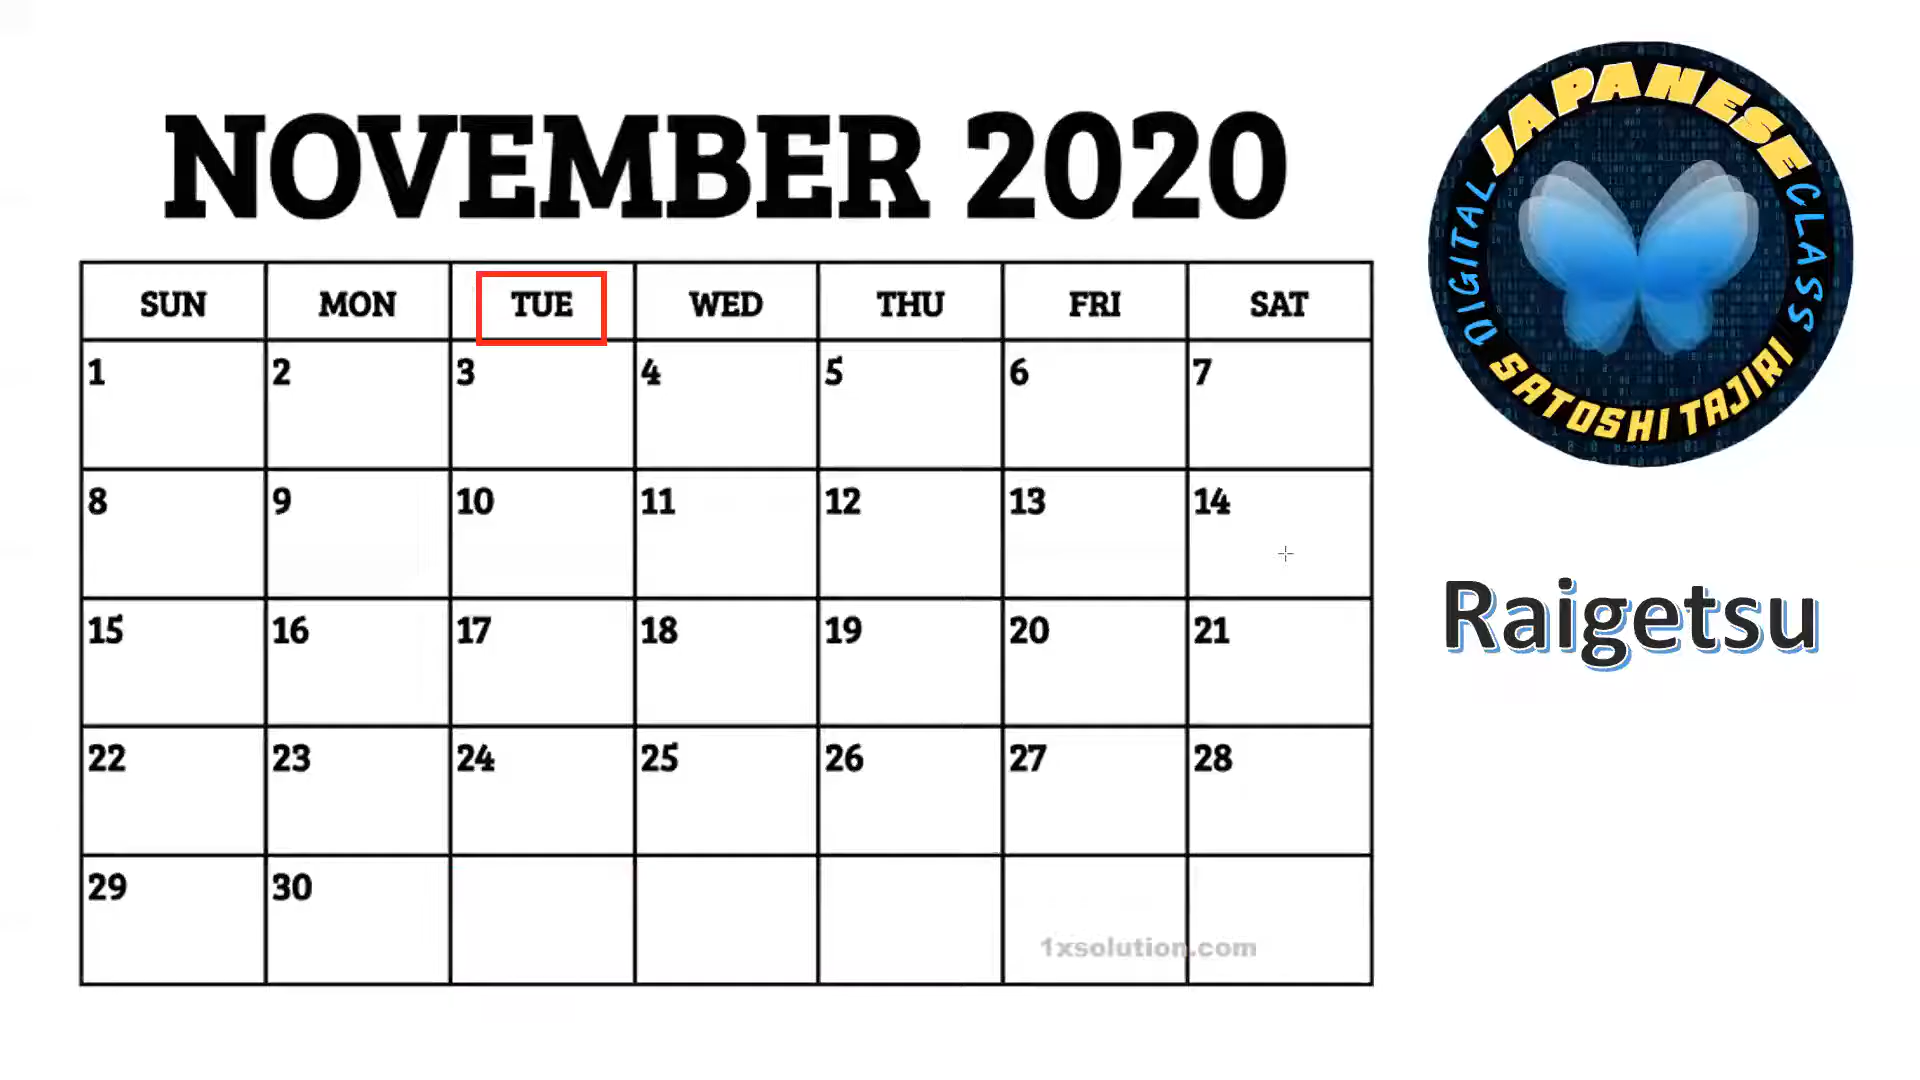 NOVEMBER 2020
SUN MON TUE WED THU FRI SAT
1 2 3 4 5 6 7
8 9 10 11 12 13 14
15 16 17 18 19 20 21
22 23 24 25 26 27 28
29 30
1xsolution.com
DIGITAL JAPANESE CLASS
SATOSHI TAJIRI
Raigetsu